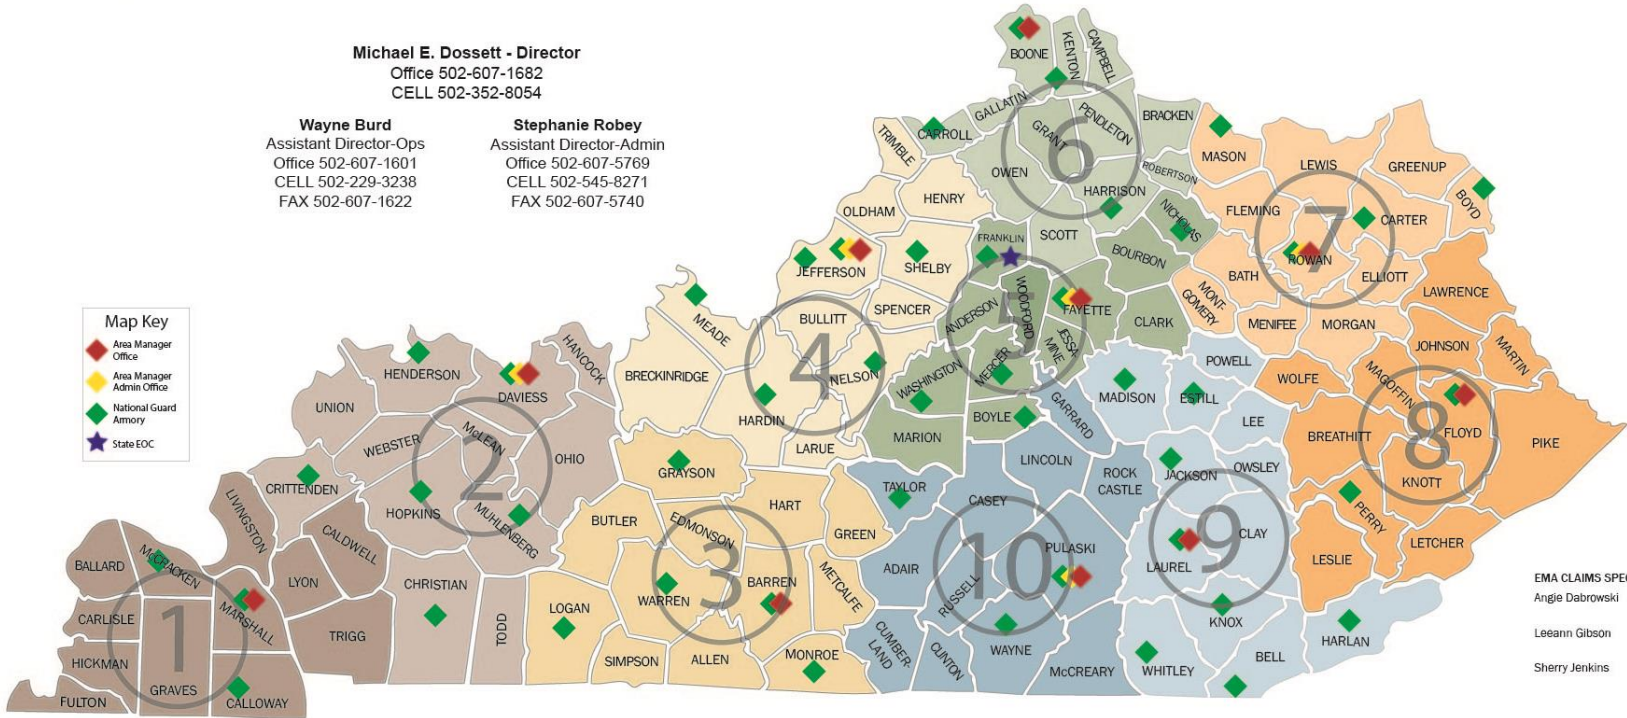 Michael E. Dossett - Director
Office 502-607-1682
CELL 502-352-8054
Wayne Burd
Assistant Director-Ops
Office 502-607-1601
CELL 502-229-3238
FAX 502-607-1622
Stephanie Robey
Assistant Director-Admin
Office 502-607-5769
CELL 502-545-8271
FAX 502-607-5740
Map Key
Area Manager
Office
Area Manager
Admin Office
National Guard
Armory
State EOC
1
BALLARD
McCRACKEN
LIVINGSTON
CARLISLE
MARSHALL
HICKMAN
GRAVES
FULTON
CALLOWAY
LYON
CALDWELL
TRIGG
2
HENDERSON
DAVIESS
HANCOCK
UNION
WEBSTER
McLEAN
OHIO
CRITTENDEN
HOPKINS
MUHLENBERG
CHRISTIAN
TODD
3
GRAYSON
HART
BUTLER
EDMONSON
GREEN
WARREN
BARREN
METCALFE
LOGAN
SIMPSON
ALLEN
MONROE
4
TRIMBLE
HENRY
OLDHAM
JEFFERSON
SHELBY
SPENCER
BULLITT
MEADE
BRECKINRIDGE
NELSON
HARDIN
LARUE
5
FRANKLIN
NICHOLAS
BOURBON
WOODFORD
FAYETTE
ANDERSON
CLARK
JESSA-
MINE
MERCER
WASHINGTON
BOYLE
MARION
GARRARD
6
BOONE
KENTON
CAMPBELL
GALLATIN
CARROLL
GRANT
PENDLETON
BRACKEN
OWEN
ROBERTSON
HARRISON
SCOTT
7
MASON
LEWIS
GREENUP
BOYD
FLEMING
CARTER
ROWAN
BATH
ELLIOTT
MONT-
GOMERY
MENIFEE
MORGAN
8
LAWRENCE
JOHNSON
MARTIN
WOLFE
MAGOFFIN
FLOYD
PIKE
BREATHITT
KNOTT
PERRY
LETCHER
LESLIE
9
POWELL
MADISON
ESTILL
LEE
JACKSON
OWSLEY
CLAY
LAUREL
KNOX
WHITLEY
BELL
HARLAN
10
LINCOLN
ROCK
CASTLE
TAYLOR
CASEY
PULASKI
ADAIR
RUSSELL
CUMBER-
LAND
CLINTON
WAYNE
McCREARY
EMA CLAIMS SPE
Angie Dabrowski
Leeann Gibson
Sherry Jenkins